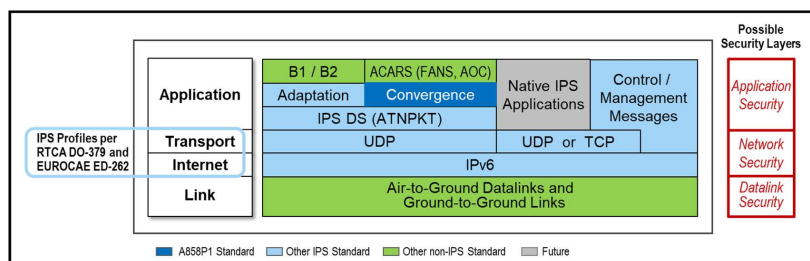 Possible
Security Layers
Application
B1 / B2
ACARS (FANS, AOC)
Adaptation
Convergence
IPS DS (ATNPKT)
Native IPS
Applications
Control /
Management
Messages
Application
Security
IPS Profiles per
RTCA DO-379 and
EUROCAE ED-262
Transport
UDP
UDP or TCP
Internet
IPv6
Network
Security
Link
Air-to-Ground Datalinks and
Ground-to-Ground Links
Datalink
Security
A858P1 Standard
Other IPS Standard
Other non-IPS Standard
Future